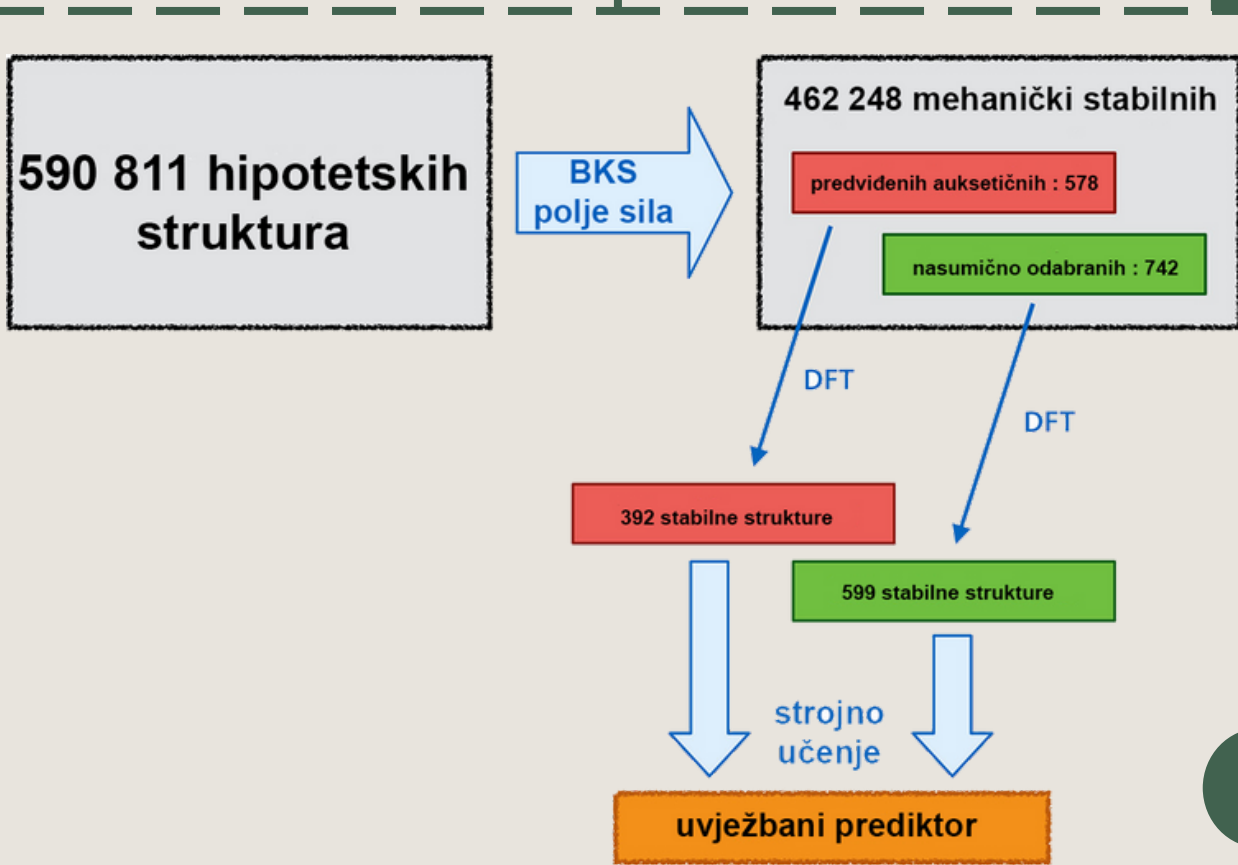 590 811 hipotetskih
struktura
BKS
polje sila
462 248 mehanički stabilnih
predviđenih auksetičnih : 578
nasumično odabranih : 742
DFT
DFT
392 stabilne strukture
599 stabilne strukture
strojno
učenje
uvježbani prediktor